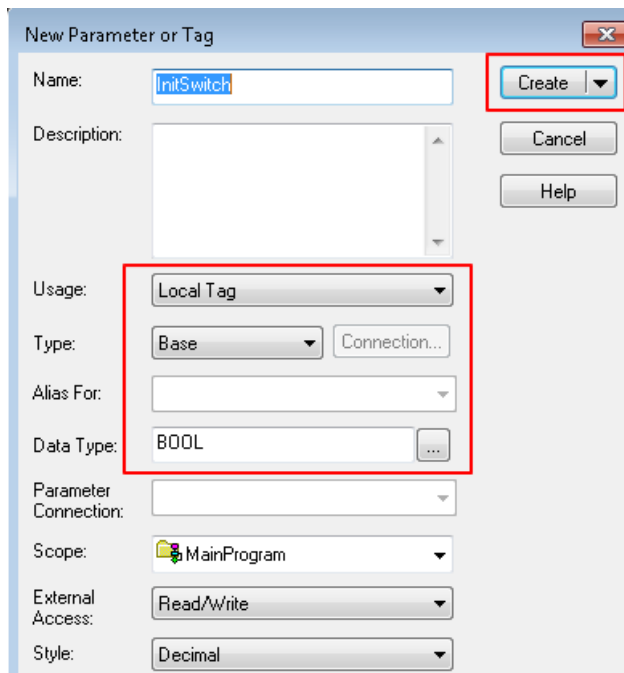 New Parameter or Tag
Name: InitSwitch Create
Description:
Cancel
Help
Usage: Local Tag
Type: Base Connection...
Alias For:
Data Type: BOOL ...
Parameter
Connection:
Scope: MainProgram
External
Access: Read/Write
Style: Decimal